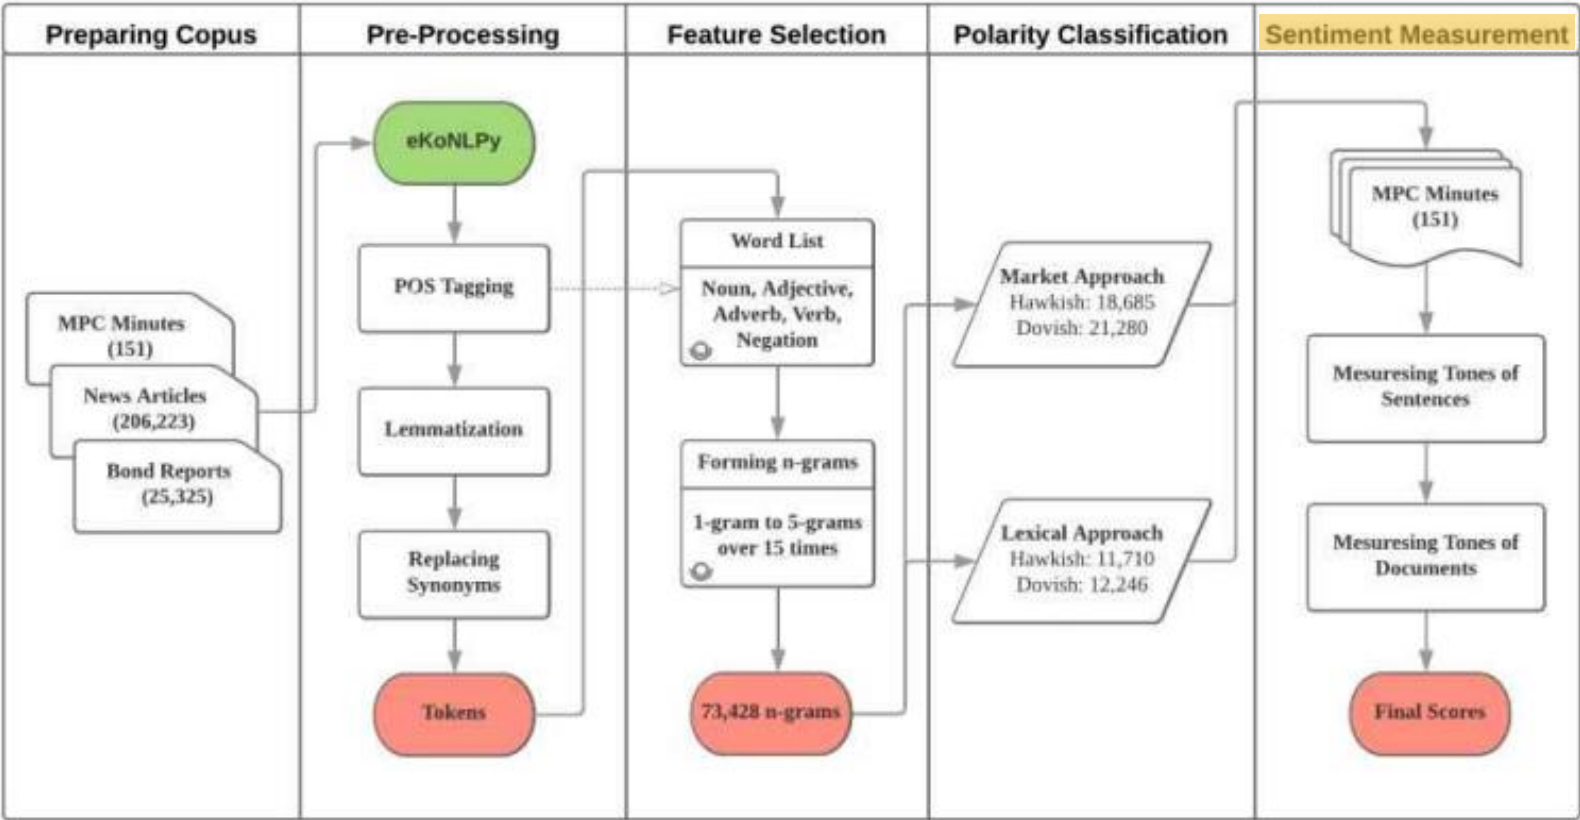 Preparing Copus
Pre-Processing
Feature Selection
Polarity Classification
Sentiment Measurement
MPC Minutes
(151)
News Articles
(206,223)
Bond Reports
(25,325)
eKoNLPy
POS Tagging
Lemmatization
Replacing
Synonyms
Tokens
Word List
Noun, Adjective,
Adverb, Verb,
Negation
Forming n-grams
1-gram to 5-grams
over 15 times
73,428 n-grams
Market Approach
Hawkish: 18,685
Dovish: 21,280
Lexical Approach
Hawkish: 11,710
Dovish: 12,246
MPC Minutes
(151)
Mesuresing Tones of
Sentences
Mesuresing Tones of
Documents
Final Scores